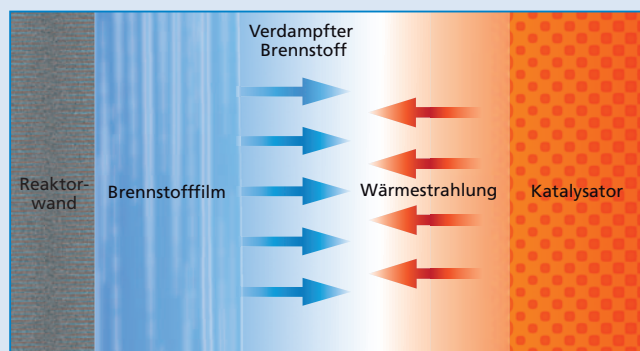 Verdampfter
Brennstoff
Reaktor-
wand
Brennstofffilm
Wärmestrahlung
Katalysator